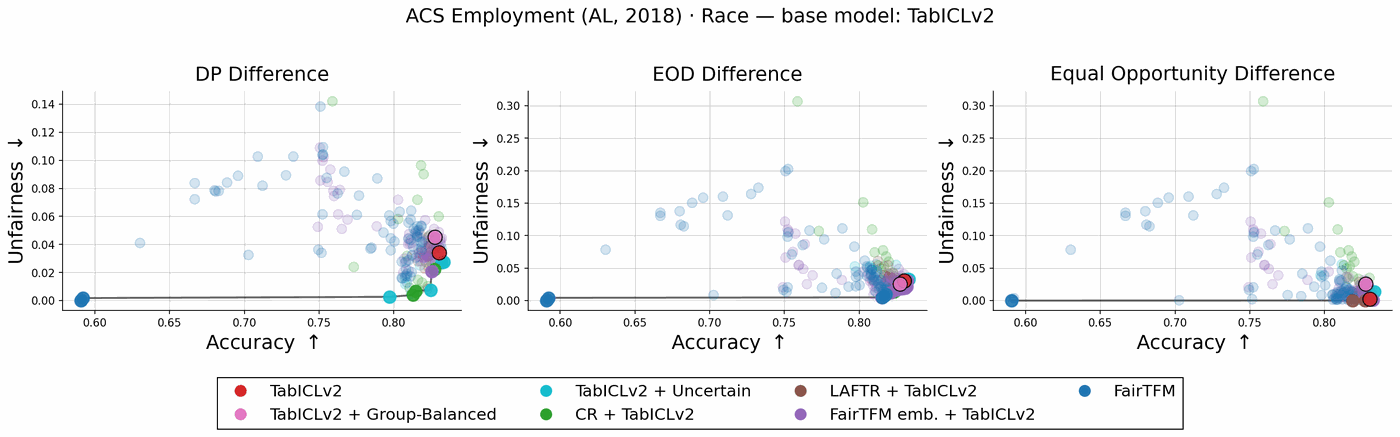 ACS Employment (AL, 2018) · Race — base model: TabICLv2
DP Difference
EOD Difference
Equal Opportunity Difference
Unfairness ↓
0.14
0.12
0.10
0.08
0.06
0.04
0.02
0.00
0.60
0.65
0.70
0.75
0.80
Accuracy ↑
Unfairness ↓
0.30
0.25
0.20
0.15
0.10
0.05
0.00
0.60
0.65
0.70
0.75
0.80
Accuracy ↑
Unfairness ↓
0.30
0.25
0.20
0.15
0.10
0.05
0.00
0.60
0.65
0.70
0.75
0.80
Accuracy ↑
TabICLv2
TabICLv2 + Group-Balanced
TabICLv2 + Uncertain
CR + TabICLv2
LAFTR + TabICLv2
FairTFM emb. + TabICLv2
FairTFM